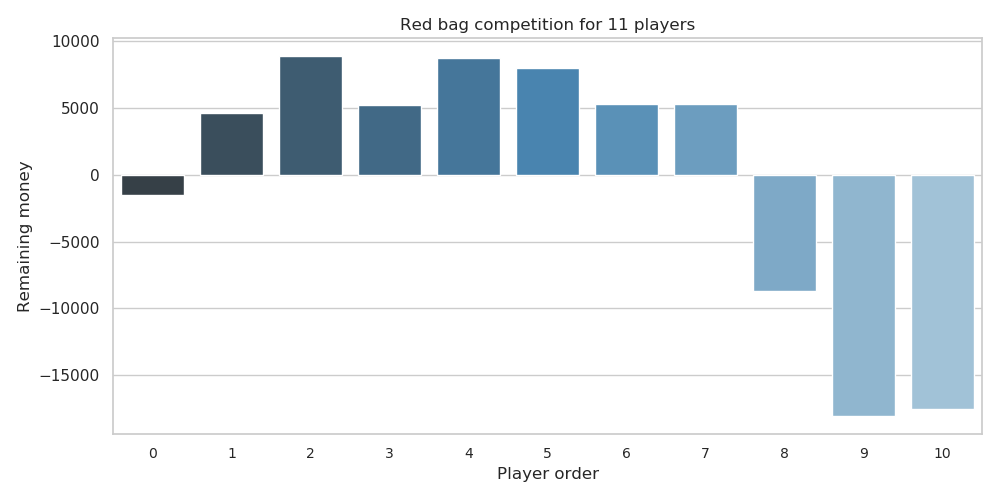 Red bag competition for 11 players
10000
5000
0
−5000
−10000
−15000
Remaining money
0 1 2 3 4 5 6 7 8 9 10
Player order